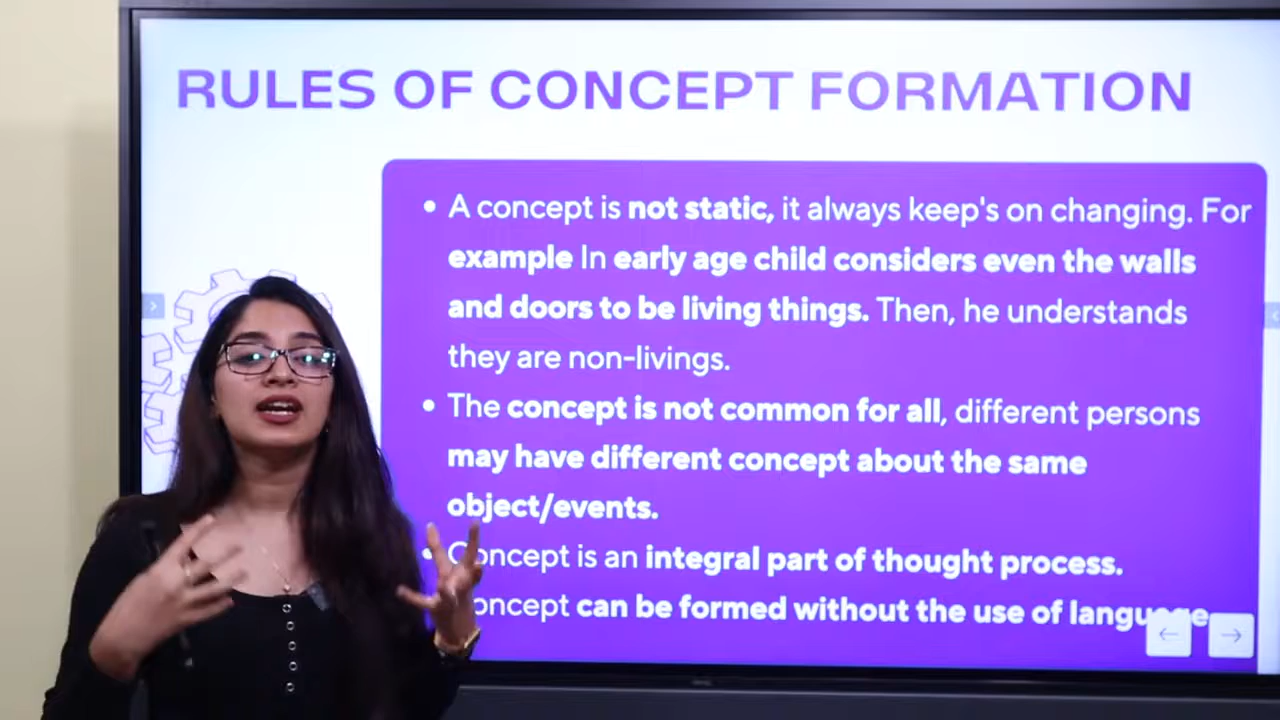 RULES OF CONCEPT FORMATION
• A concept is not static, it always keep's on changing. For
example In early age child considers even the walls
and doors to be living things. Then, he understands
they are non-livings.
• The concept is not common for all, different persons
may have different concept about the same
object/events.
• Concept is an integral part of thought process.
Concept can be formed without the use of language